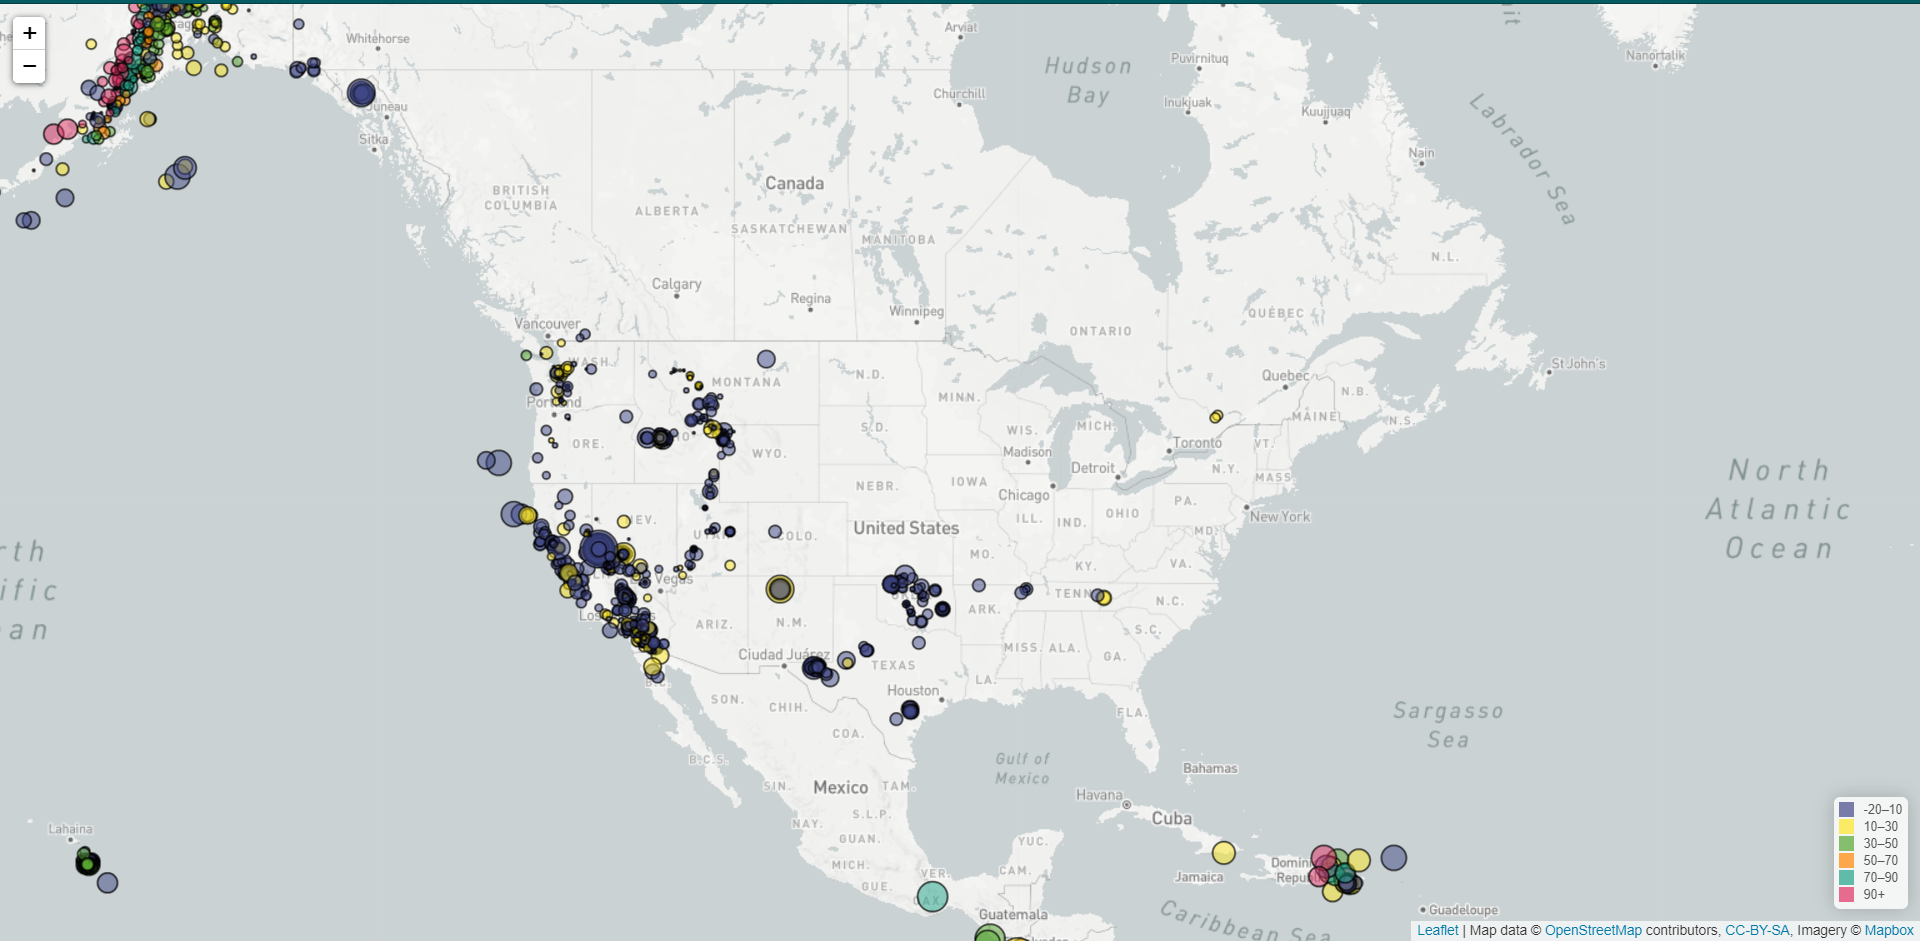 +
−
Whitehorse
Arviat
Hudson
Bay
Puvirnituq
Nanortalik
Churchill
Inukjuak
Kuujjuaq
Labrador Sea
Juneau
Sitka
Nain
Canada
BRITISH
COLUMBIA
ALBERTA
SASKATCHEWAN
MANITOBA
N.L.
Calgary
Regina
Winnipeg
ONTARIO
QUÉBEC
Vancouver
WASH.
St John's
MONTANA
N.D.
Quebec
N.B.
Portland
MINN.
MAINE
N.S.
ORE.
S.D.
WIS.
MICH.
Toronto
VT.
WYO.
Madison
Detroit
N.Y.
MASS.
North
Atlantic
Ocean
NEBR.
IOWA
Chicago
PA.
NEV.
ILL.
IND.
OHIO
New York
United States
UTAH
COLO.
MO.
MD.
KY.
VA.
Vegas
TENN.
N.C.
ARK.
ARIZ.
N.M.
S.C.
Ciudad Juárez
TEXAS
MISS.
ALA.
GA.
B.C.
SON.
CHIH.
Houston
LA.
FLA.
Sargasso
Sea
COA.
B.C.S.
Gulf of
Mexico
Bahamas
SIN.
Mexico
TAM.
Havana
Cuba
NAY.
S.L.P.
GUAN.
YUC.
Lahaina
MICH.
VER.
CAM.
Jamaica
GUE.
OAX.
Guatemala
Guadeloupe
Caribbean Sea
-20–10
10–30
30–50
50–70
70–90
90+
Leaflet | Map data © OpenStreetMap contributors, CC-BY-SA, Imagery © Mapbox